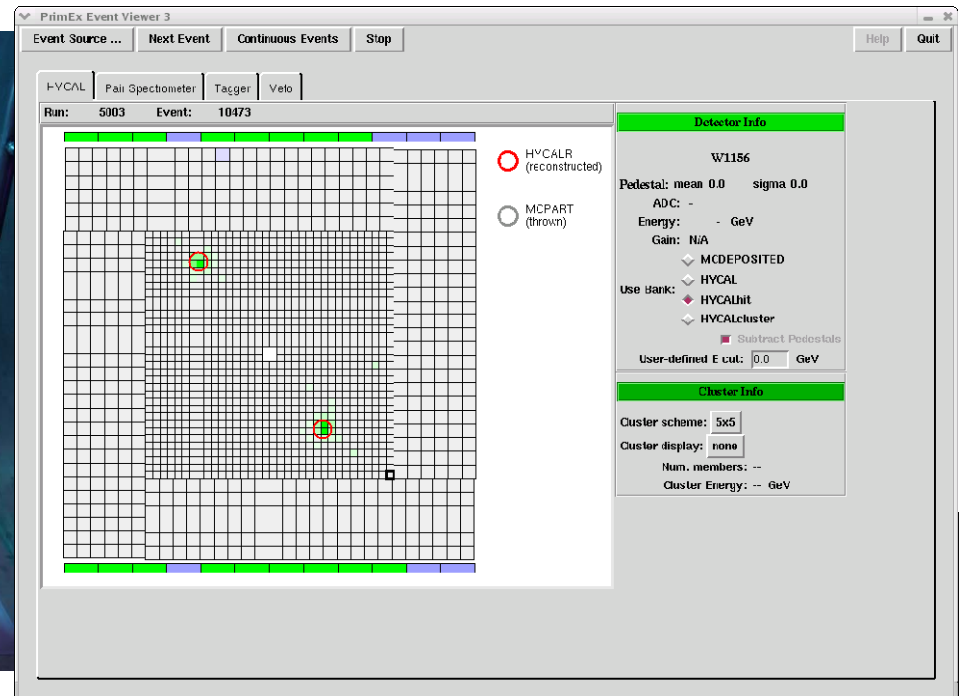 PrimEx Event Viewer 3
Event Source ... Next Event Continuous Events Stop Help Quit
HYCAL Pair Spectrometer Tagger Veto
Run: 5003 Event: 10473
HYCALR
(reconstructed)
MCPART
(thrown)
Detector Info
W1156
Pedestal: mean 0.0 sigma 0.0
ADC: -
Energy: - GeV
Gain: N/A
Use Bank:
MCDEPOSITED
HYCAL
HYCALhit
HYCALcluster
Subtract Pedestals
User-defined E cut: 0.0 GeV
Cluster Info
Cluster scheme: 5x5
Cluster display: none
Num. members: --
Cluster Energy: -- GeV